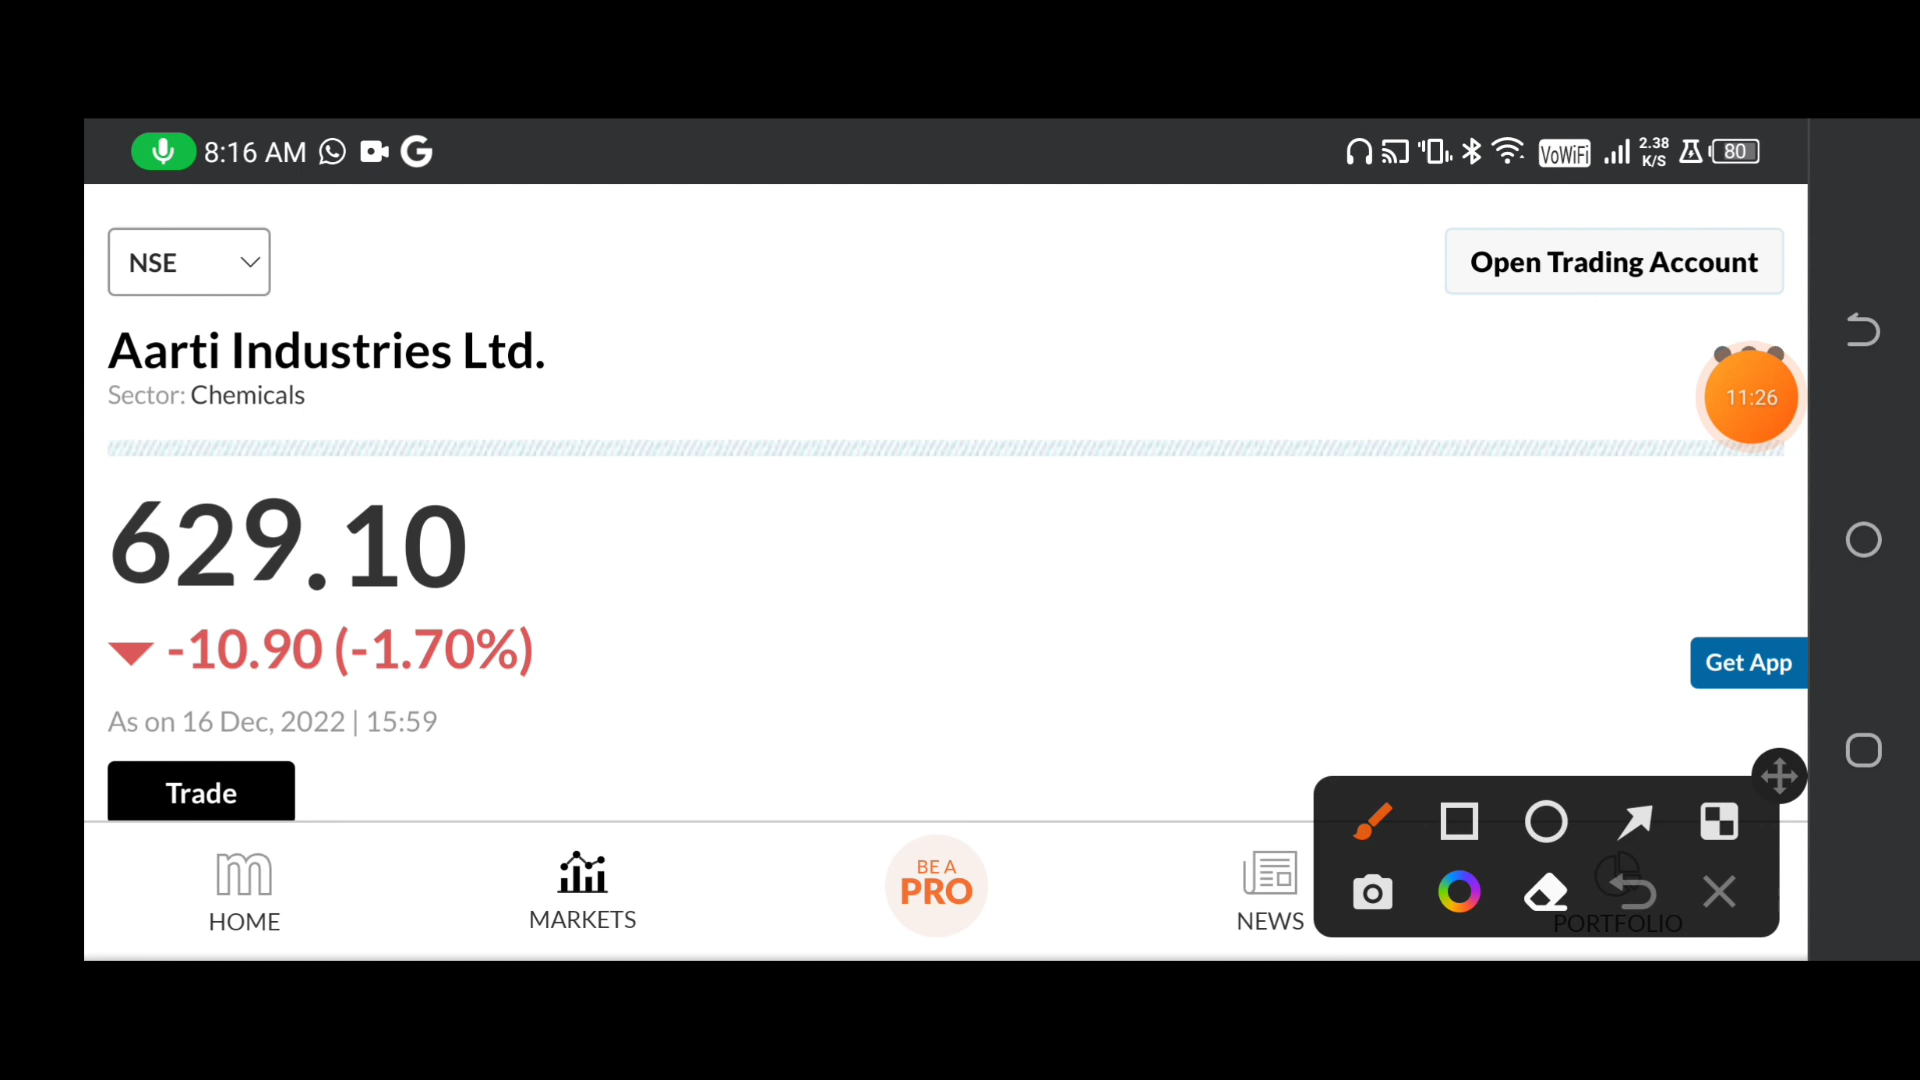 8:16 AM
VoWiFi 2.38 K/S 80
NSE
Open Trading Account
Aarti Industries Ltd.
Sector: Chemicals
11:26
629.10
-10.90 (-1.70%)
Get App
As on 16 Dec, 2022 | 15:59
Trade
BE A
PRO
HOME
MARKETS
NEWS
PORTFOLIO